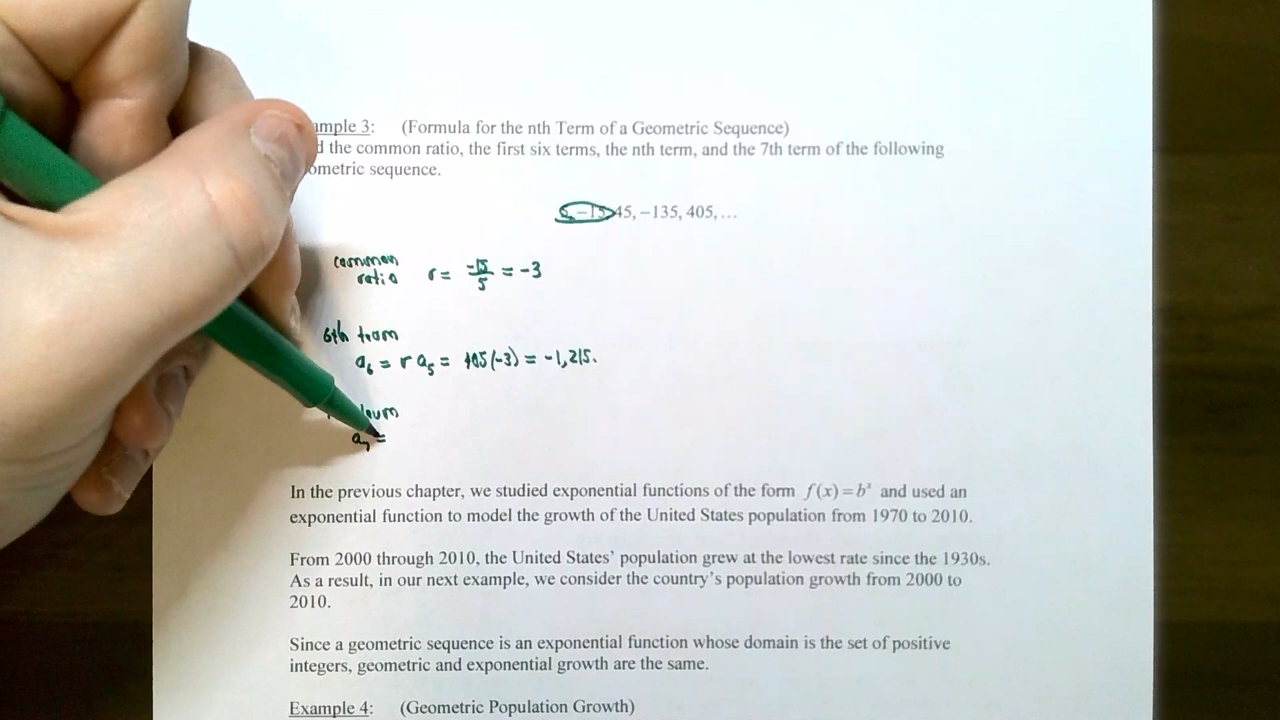 ample 3: (Formula for the nth Term of a Geometric Sequence)
d the common ratio, the first six terms, the nth term, and the 7th term of the following
ometric sequence.
5, −15, 45, −135, 405, …
common
ratio r = -15/5 = -3
6th term
a₆ = r a₅ = 405(-3) = -1,215.
a₇ =
In the previous chapter, we studied exponential functions of the form f(x)=bˣ and used an
exponential function to model the growth of the United States population from 1970 to 2010.
From 2000 through 2010, the United States’ population grew at the lowest rate since the 1930s.
As a result, in our next example, we consider the country’s population growth from 2000 to
2010.
Since a geometric sequence is an exponential function whose domain is the set of positive
integers, geometric and exponential growth are the same.
Example 4: (Geometric Population Growth)